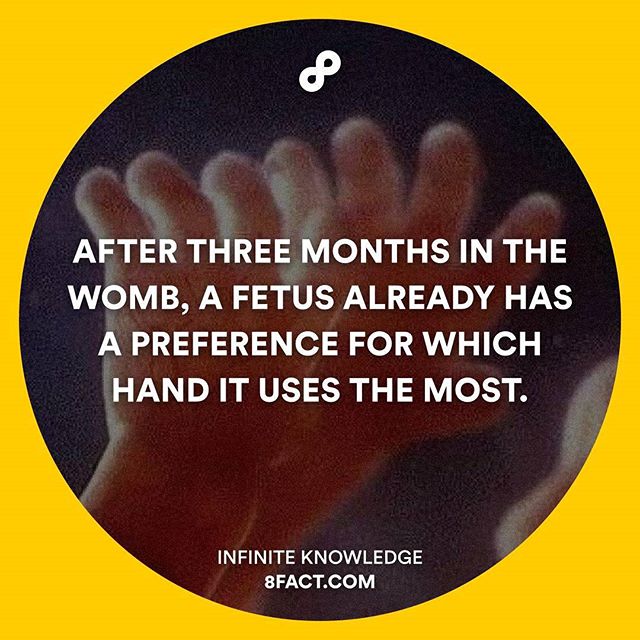 AFTER THREE MONTHS IN THE
WOMB, A FETUS ALREADY HAS
A PREFERENCE FOR WHICH
HAND IT USES THE MOST.
INFINITE KNOWLEDGE
8FACT.COM